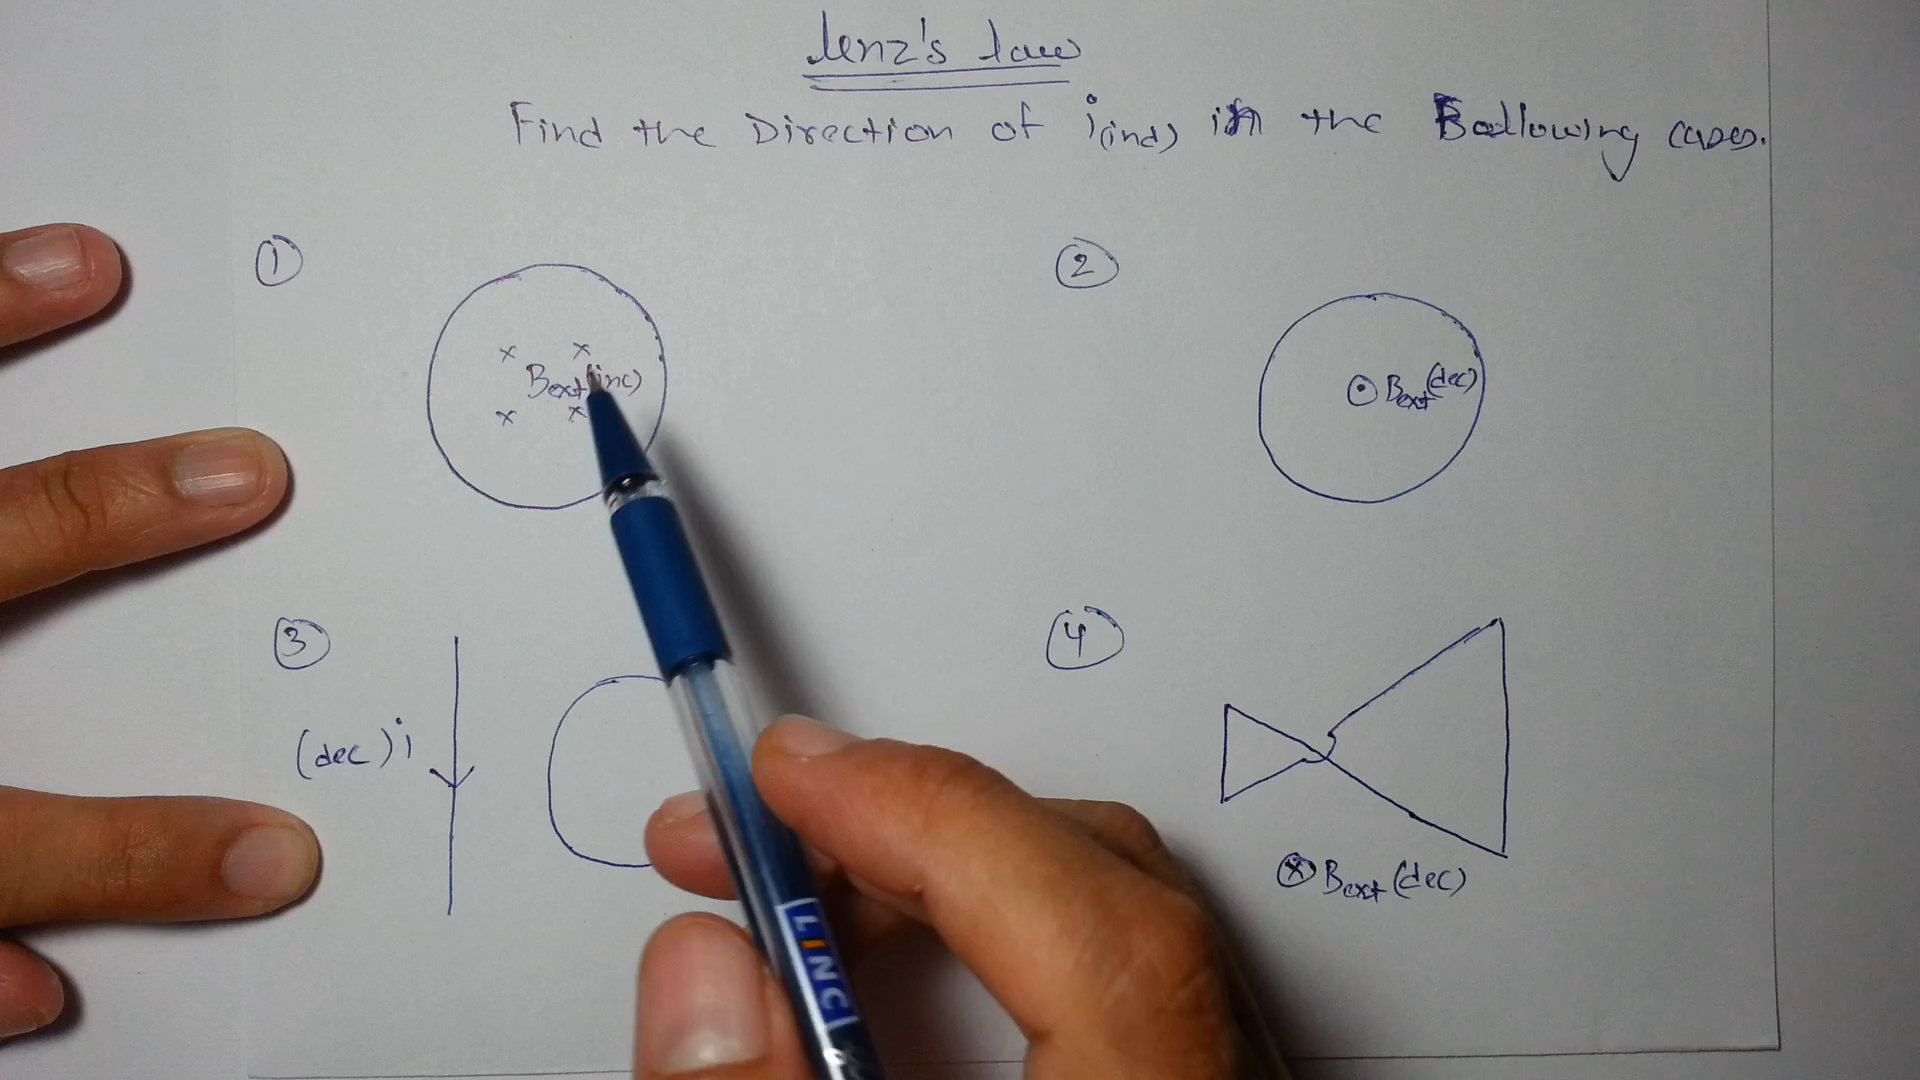 Lenz's law
Find the Direction of i(ind) in the Following cases.
①
②
x x
Bext(inc)
x x
⊙ Bext(dec)
③
④
(dec) i
⊗ Bext (dec)
LINC